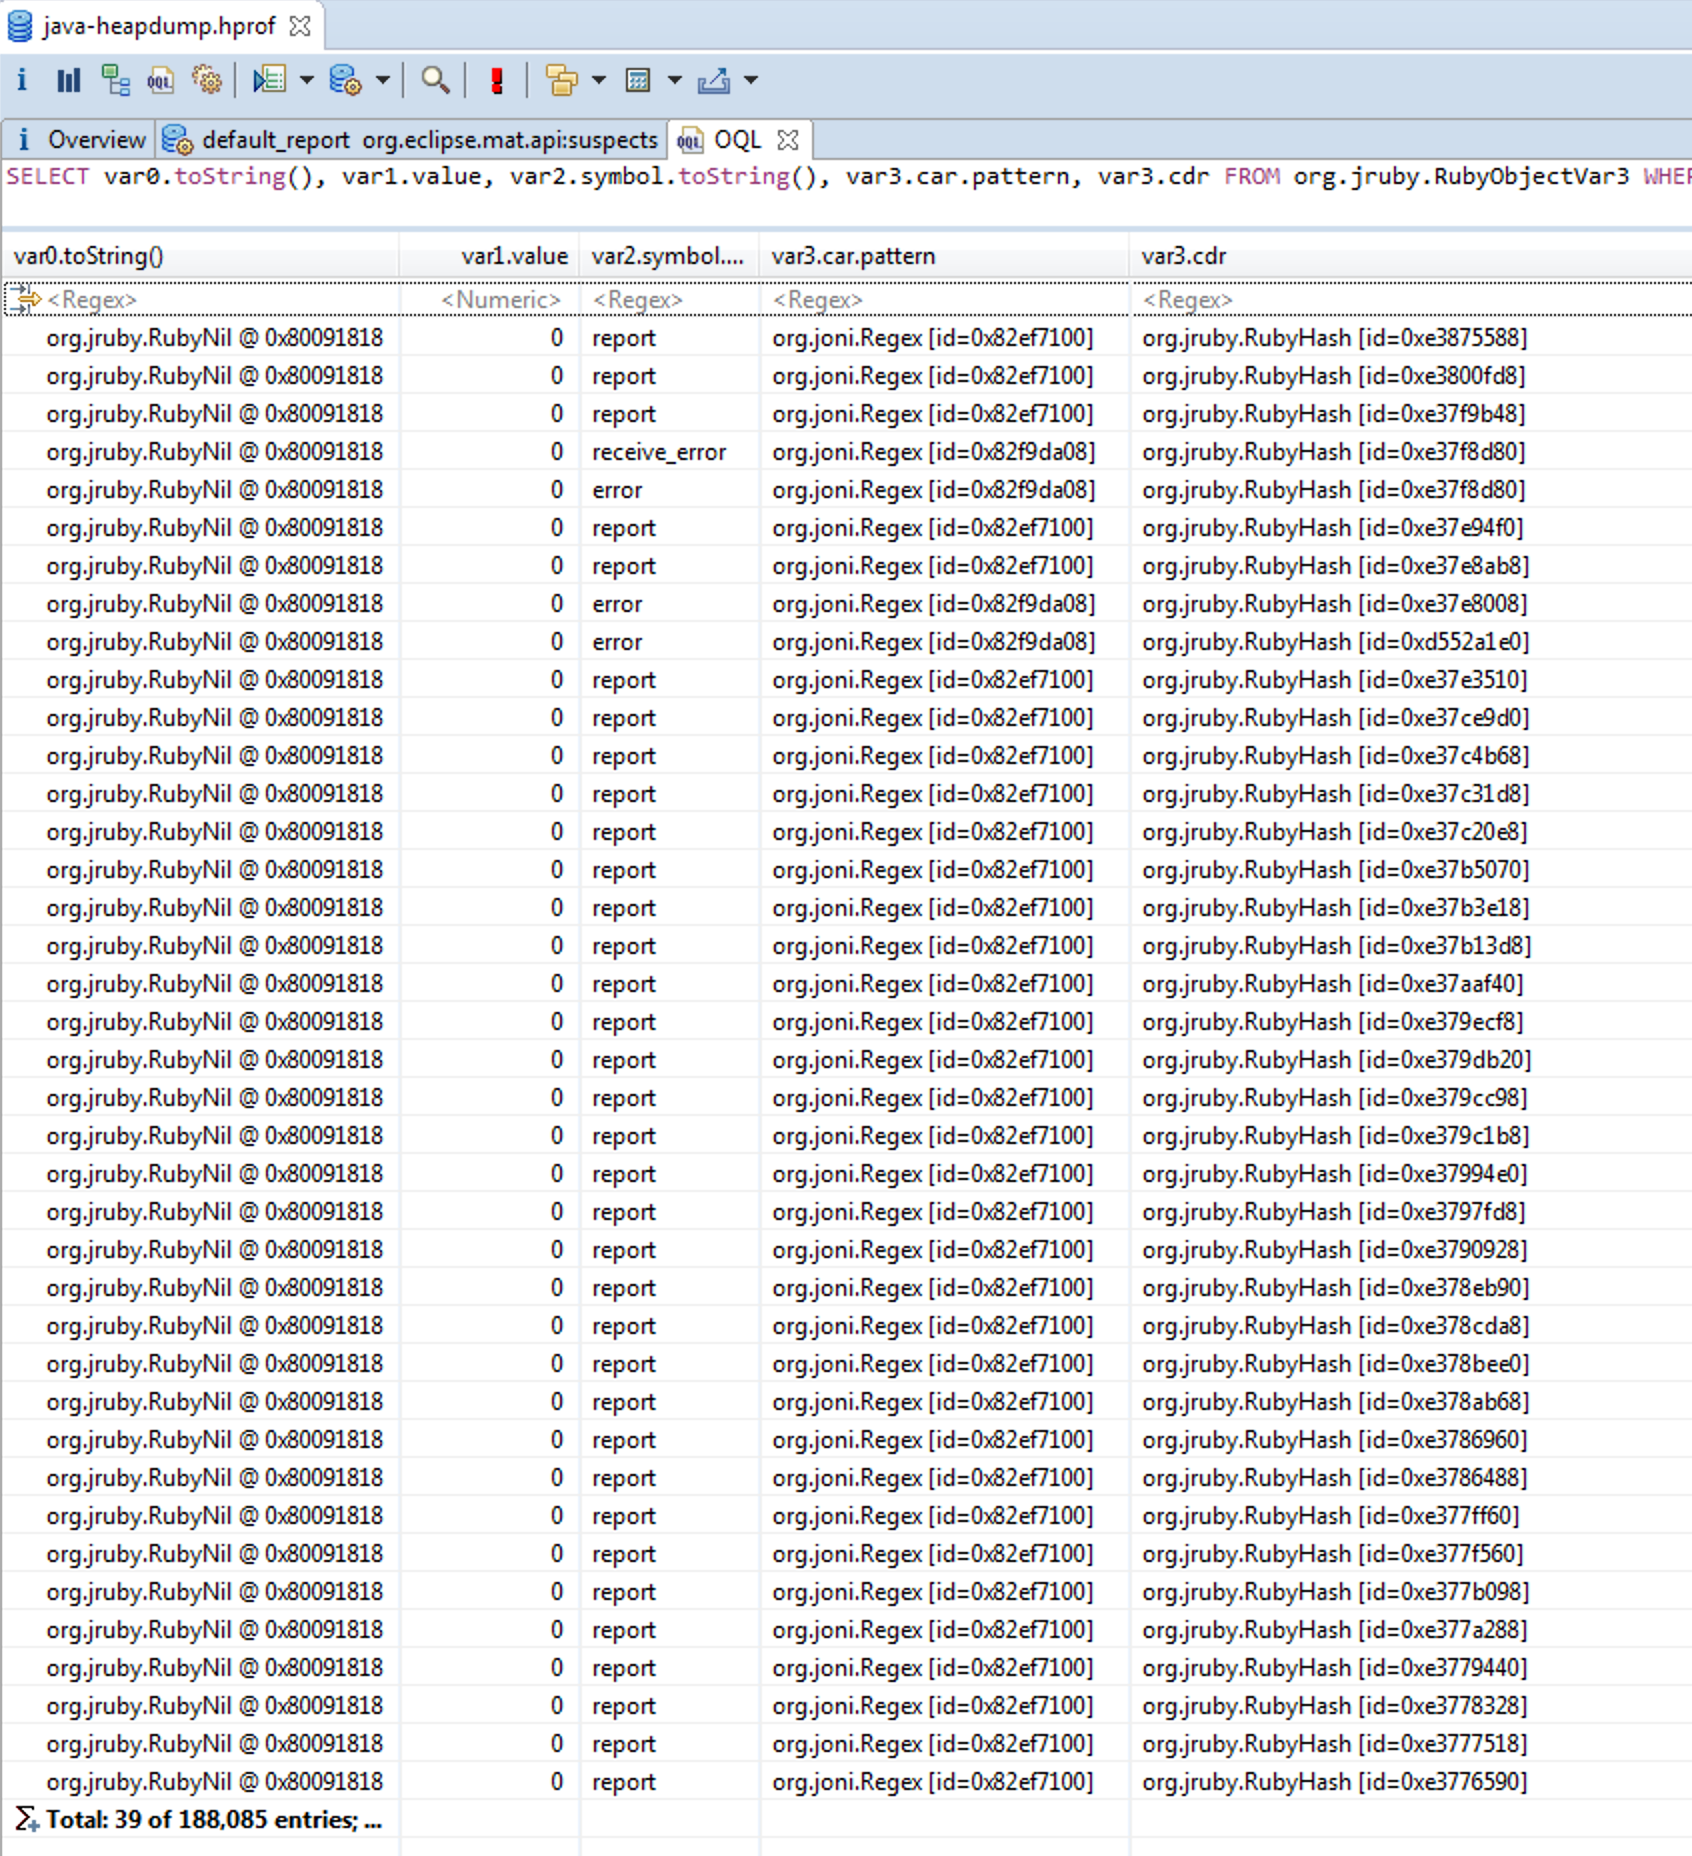 java-heapdump.hprof
OQL
i Overview default_report org.eclipse.mat.api:suspects OQL OQL
SELECT var0.toString(), var1.value, var2.symbol.toString(), var3.car.pattern, var3.cdr FROM org.jruby.RubyObjectVar3 WHER
var0.toString() var1.value var2.symbol.... var3.car.pattern var3.cdr
<Regex> <Numeric> <Regex> <Regex> <Regex>
org.jruby.RubyNil @ 0x80091818 0 report org.joni.Regex [id=0x82ef7100] org.jruby.RubyHash [id=0xe3875588]
org.jruby.RubyNil @ 0x80091818 0 report org.joni.Regex [id=0x82ef7100] org.jruby.RubyHash [id=0xe3800fd8]
org.jruby.RubyNil @ 0x80091818 0 report org.joni.Regex [id=0x82ef7100] org.jruby.RubyHash [id=0xe37f9b48]
org.jruby.RubyNil @ 0x80091818 0 receive_error org.joni.Regex [id=0x82f9da08] org.jruby.RubyHash [id=0xe37f8d80]
org.jruby.RubyNil @ 0x80091818 0 error org.joni.Regex [id=0x82f9da08] org.jruby.RubyHash [id=0xe37f8d80]
org.jruby.RubyNil @ 0x80091818 0 report org.joni.Regex [id=0x82ef7100] org.jruby.RubyHash [id=0xe37e94f0]
org.jruby.RubyNil @ 0x80091818 0 report org.joni.Regex [id=0x82ef7100] org.jruby.RubyHash [id=0xe37e8ab8]
org.jruby.RubyNil @ 0x80091818 0 error org.joni.Regex [id=0x82f9da08] org.jruby.RubyHash [id=0xe37e8008]
org.jruby.RubyNil @ 0x80091818 0 error org.joni.Regex [id=0x82f9da08] org.jruby.RubyHash [id=0xd552a1e0]
org.jruby.RubyNil @ 0x80091818 0 report org.joni.Regex [id=0x82ef7100] org.jruby.RubyHash [id=0xe37e3510]
org.jruby.RubyNil @ 0x80091818 0 report org.joni.Regex [id=0x82ef7100] org.jruby.RubyHash [id=0xe37ce9d0]
org.jruby.RubyNil @ 0x80091818 0 report org.joni.Regex [id=0x82ef7100] org.jruby.RubyHash [id=0xe37c4b68]
org.jruby.RubyNil @ 0x80091818 0 report org.joni.Regex [id=0x82ef7100] org.jruby.RubyHash [id=0xe37c31d8]
org.jruby.RubyNil @ 0x80091818 0 report org.joni.Regex [id=0x82ef7100] org.jruby.RubyHash [id=0xe37c20e8]
org.jruby.RubyNil @ 0x80091818 0 report org.joni.Regex [id=0x82ef7100] org.jruby.RubyHash [id=0xe37b5070]
org.jruby.RubyNil @ 0x80091818 0 report org.joni.Regex [id=0x82ef7100] org.jruby.RubyHash [id=0xe37b3e18]
org.jruby.RubyNil @ 0x80091818 0 report org.joni.Regex [id=0x82ef7100] org.jruby.RubyHash [id=0xe37b13d8]
org.jruby.RubyNil @ 0x80091818 0 report org.joni.Regex [id=0x82ef7100] org.jruby.RubyHash [id=0xe37aaf40]
org.jruby.RubyNil @ 0x80091818 0 report org.joni.Regex [id=0x82ef7100] org.jruby.RubyHash [id=0xe379ecf8]
org.jruby.RubyNil @ 0x80091818 0 report org.joni.Regex [id=0x82ef7100] org.jruby.RubyHash [id=0xe379db20]
org.jruby.RubyNil @ 0x80091818 0 report org.joni.Regex [id=0x82ef7100] org.jruby.RubyHash [id=0xe379cc98]
org.jruby.RubyNil @ 0x80091818 0 report org.joni.Regex [id=0x82ef7100] org.jruby.RubyHash [id=0xe379c1b8]
org.jruby.RubyNil @ 0x80091818 0 report org.joni.Regex [id=0x82ef7100] org.jruby.RubyHash [id=0xe37994e0]
org.jruby.RubyNil @ 0x80091818 0 report org.joni.Regex [id=0x82ef7100] org.jruby.RubyHash [id=0xe3797fd8]
org.jruby.RubyNil @ 0x80091818 0 report org.joni.Regex [id=0x82ef7100] org.jruby.RubyHash [id=0xe3790928]
org.jruby.RubyNil @ 0x80091818 0 report org.joni.Regex [id=0x82ef7100] org.jruby.RubyHash [id=0xe378eb90]
org.jruby.RubyNil @ 0x80091818 0 report org.joni.Regex [id=0x82ef7100] org.jruby.RubyHash [id=0xe378cda8]
org.jruby.RubyNil @ 0x80091818 0 report org.joni.Regex [id=0x82ef7100] org.jruby.RubyHash [id=0xe378bee0]
org.jruby.RubyNil @ 0x80091818 0 report org.joni.Regex [id=0x82ef7100] org.jruby.RubyHash [id=0xe378ab68]
org.jruby.RubyNil @ 0x80091818 0 report org.joni.Regex [id=0x82ef7100] org.jruby.RubyHash [id=0xe3786960]
org.jruby.RubyNil @ 0x80091818 0 report org.joni.Regex [id=0x82ef7100] org.jruby.RubyHash [id=0xe3786488]
org.jruby.RubyNil @ 0x80091818 0 report org.joni.Regex [id=0x82ef7100] org.jruby.RubyHash [id=0xe377ff60]
org.jruby.RubyNil @ 0x80091818 0 report org.joni.Regex [id=0x82ef7100] org.jruby.RubyHash [id=0xe377f560]
org.jruby.RubyNil @ 0x80091818 0 report org.joni.Regex [id=0x82ef7100] org.jruby.RubyHash [id=0xe377b098]
org.jruby.RubyNil @ 0x80091818 0 report org.joni.Regex [id=0x82ef7100] org.jruby.RubyHash [id=0xe377a288]
org.jruby.RubyNil @ 0x80091818 0 report org.joni.Regex [id=0x82ef7100] org.jruby.RubyHash [id=0xe3779440]
org.jruby.RubyNil @ 0x80091818 0 report org.joni.Regex [id=0x82ef7100] org.jruby.RubyHash [id=0xe3778328]
org.jruby.RubyNil @ 0x80091818 0 report org.joni.Regex [id=0x82ef7100] org.jruby.RubyHash [id=0xe3777518]
org.jruby.RubyNil @ 0x80091818 0 report org.joni.Regex [id=0x82ef7100] org.jruby.RubyHash [id=0xe3776590]
Total: 39 of 188,085 entries; ...